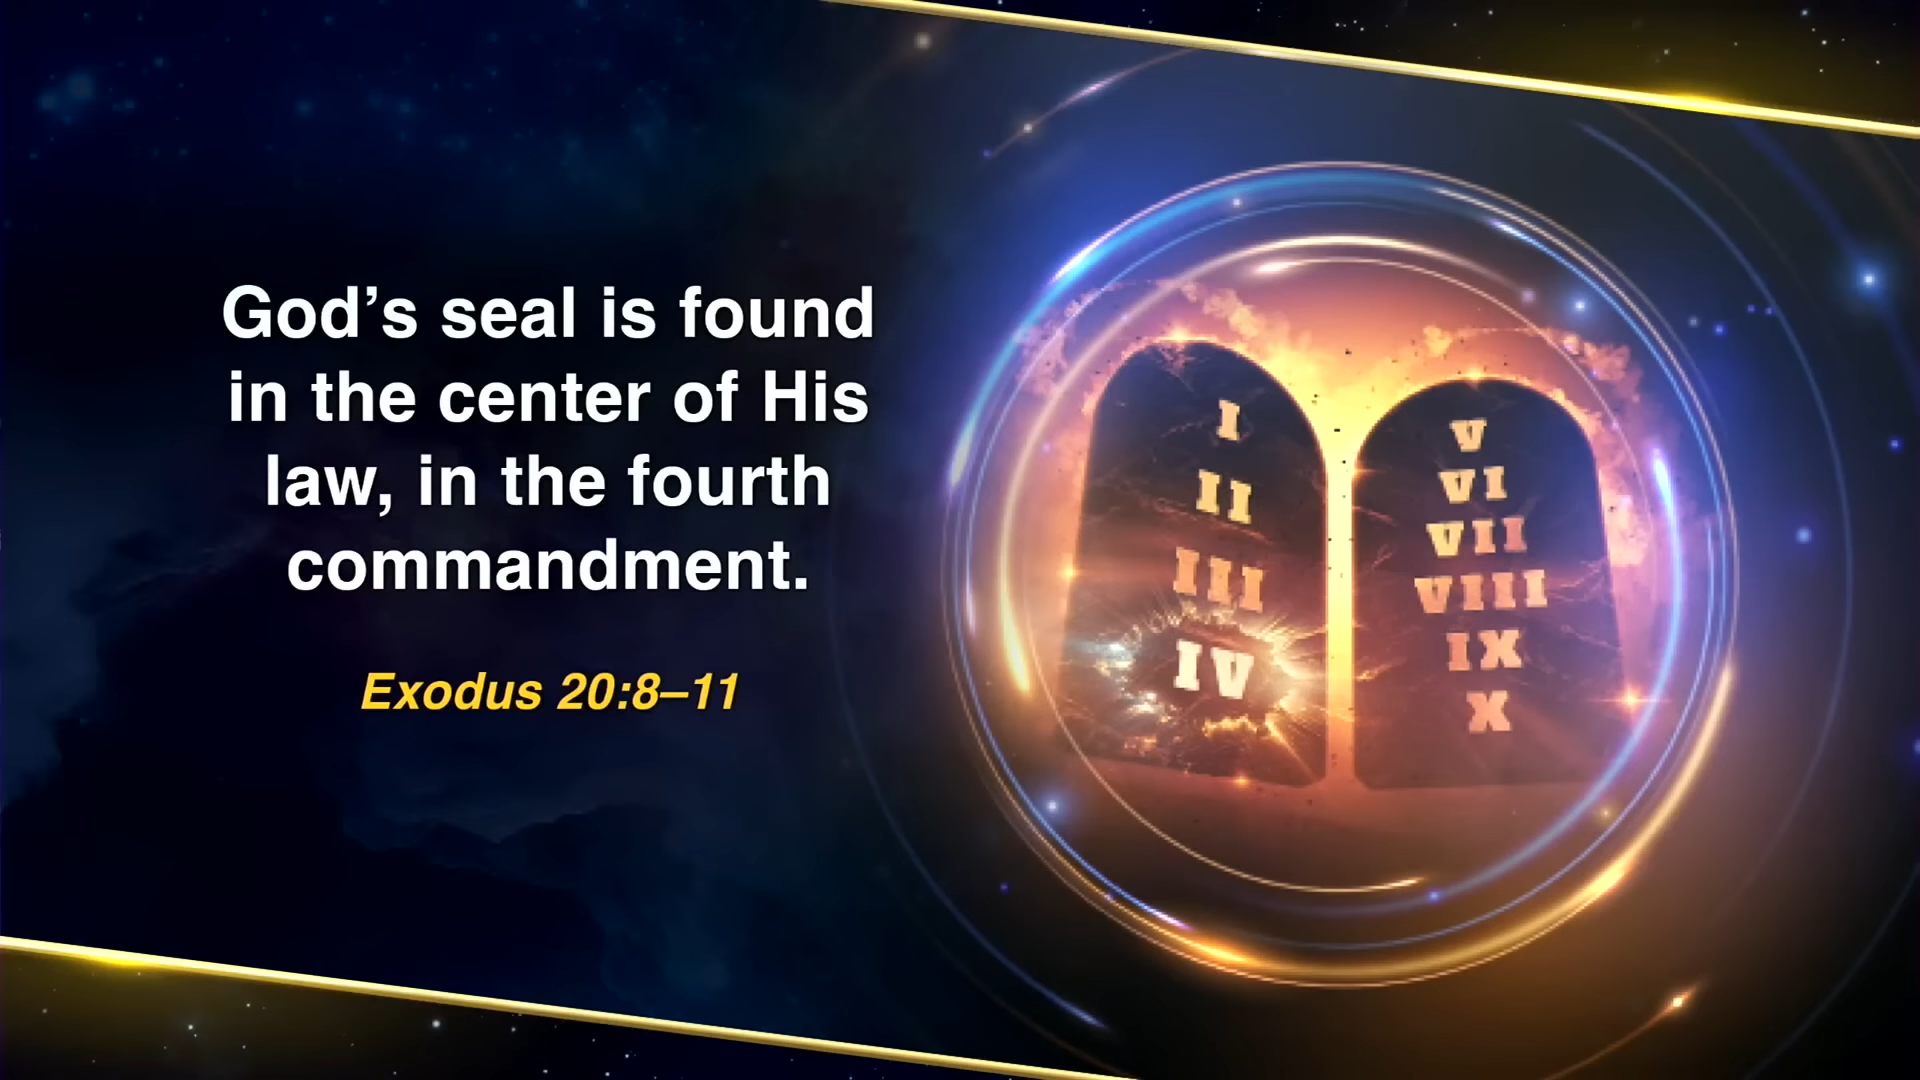 God’s seal is found
in the center of His
law, in the fourth
commandment.
Exodus 20:8–11
I
II
III
IV
V
VI
VII
VIII
IX
X